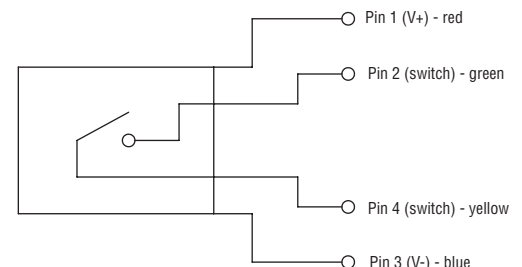 Pin 1 (V+) - red
Pin 2 (switch) - green
Pin 4 (switch) - yellow
Pin 3 (V-) - blue